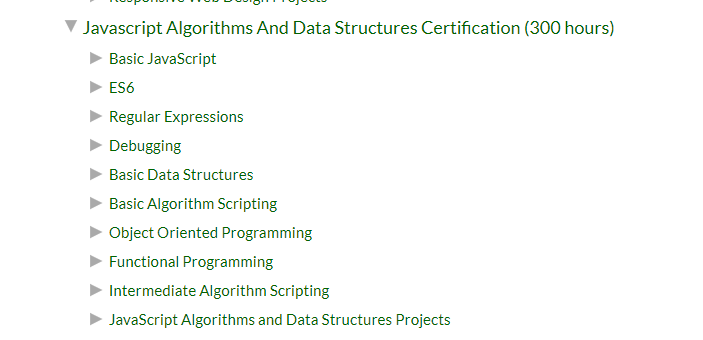 Responsive Web Design Projects
Javascript Algorithms And Data Structures Certification (300 hours)
Basic JavaScript
ES6
Regular Expressions
Debugging
Basic Data Structures
Basic Algorithm Scripting
Object Oriented Programming
Functional Programming
Intermediate Algorithm Scripting
JavaScript Algorithms and Data Structures Projects